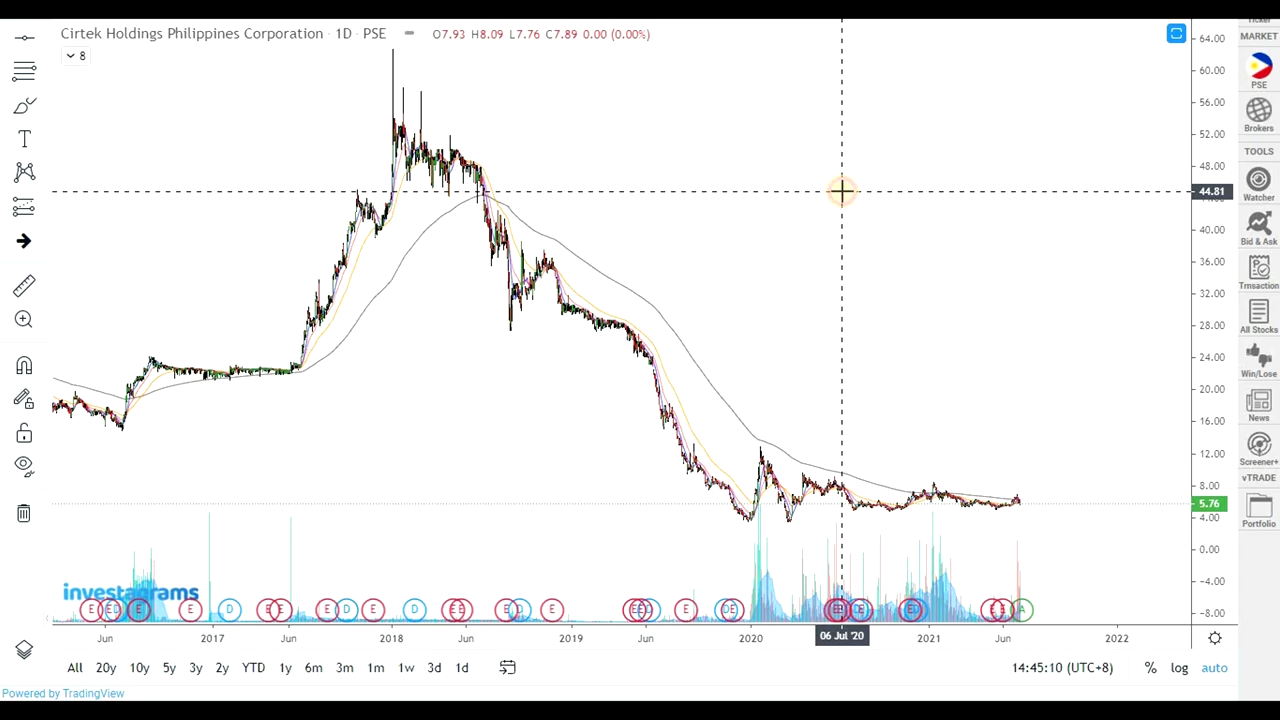 Cirtek Holdings Philippines Corporation · 1D · PSE O7.93 H8.09 L7.76 C7.89 0.00 (0.00%)
8
64.00
60.00
56.00
52.00
48.00
44.81
40.00
36.00
32.00
28.00
24.00
20.00
16.00
12.00
8.00
5.76
4.00
0.00
−4.00
−8.00
investagrams
E E D E E D E E E D E D E E E D E E E E D E D E E D E E D E E A
Jun 2017 Jun 2018 Jun 2019 Jun 2020 06 Jul '20 2021 Jun 2022
All 20y 10y 5y 3y 2y YTD 1y 6m 3m 1m 1w 3d 1d 14:45:10 (UTC+8) % log auto
Powered by TradingView
MARKET
PSE
Brokers
TOOLS
Watcher
Bid & Ask
Trnsaction
All Stocks
Win/Lose
News
Screener+
vTRADE
Portfolio